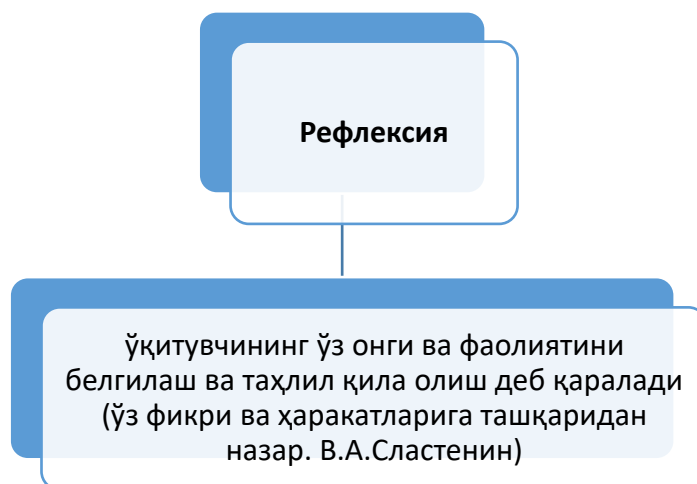 Рефлексия
ўқитувчининг ўз онги ва фаолиятини
белгилаш ва таҳлил қила олиш деб қаралади
(ўз фикри ва ҳаракатларига ташқаридан
назар. В.А.Сластенин)